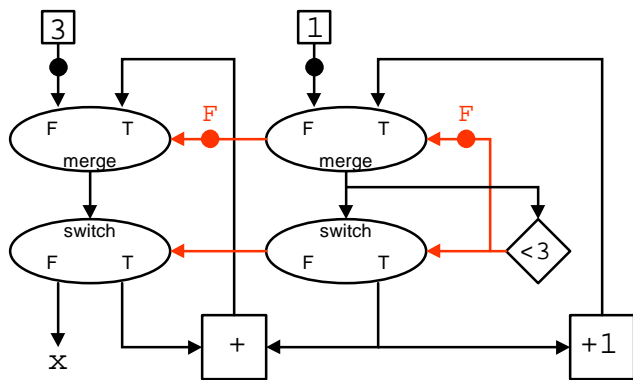 3 1
F F
F T F T
merge merge
switch switch
F T F T
<3
+ +1
x